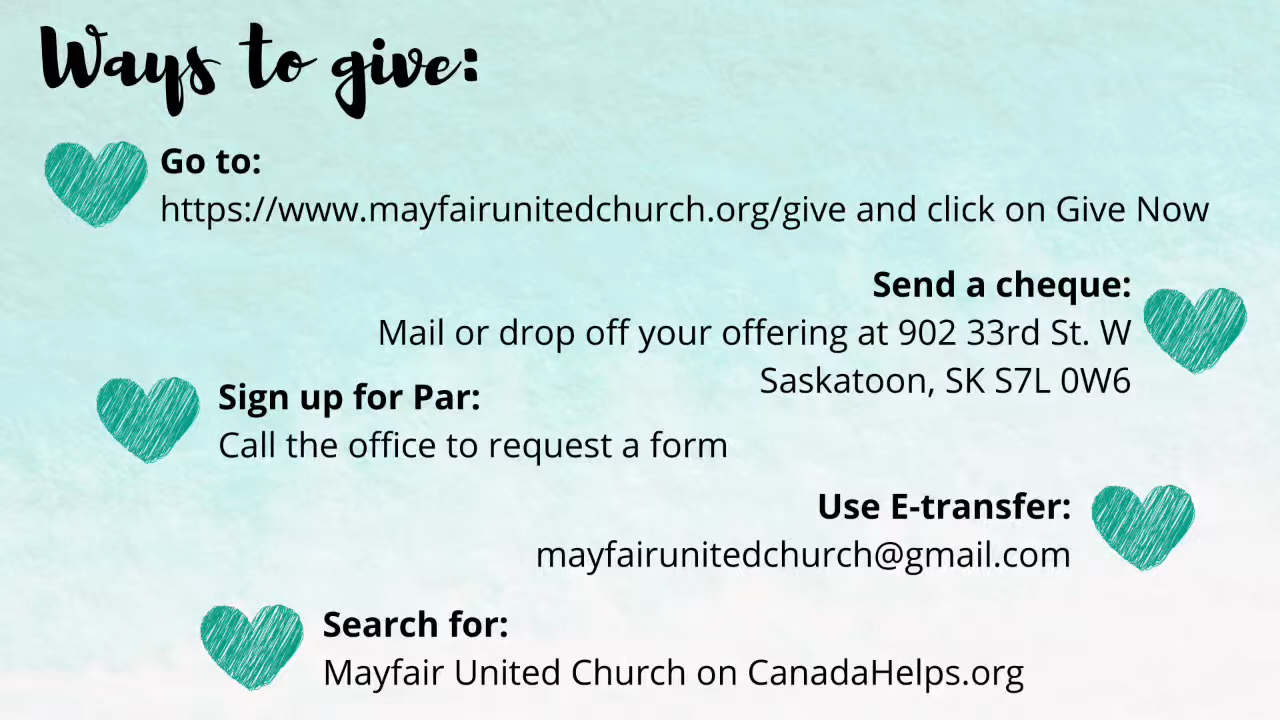 Ways to give:
Go to:
https://www.mayfairunitedchurch.org/give and click on Give Now
Send a cheque:
Mail or drop off your offering at 902 33rd St. W
Saskatoon, SK S7L 0W6
Sign up for Par:
Call the office to request a form
Use E-transfer:
mayfairunitedchurch@gmail.com
Search for:
Mayfair United Church on CanadaHelps.org